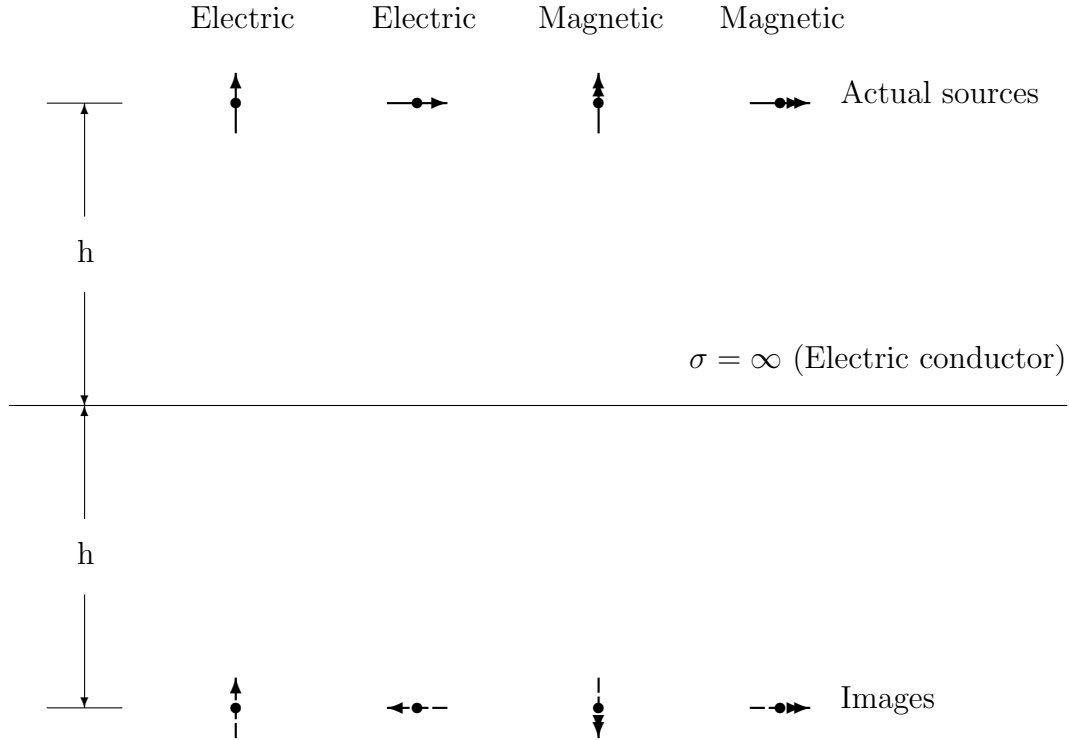 Electric Electric Magnetic Magnetic
Actual sources
h
σ = ∞ (Electric conductor)
h
Images